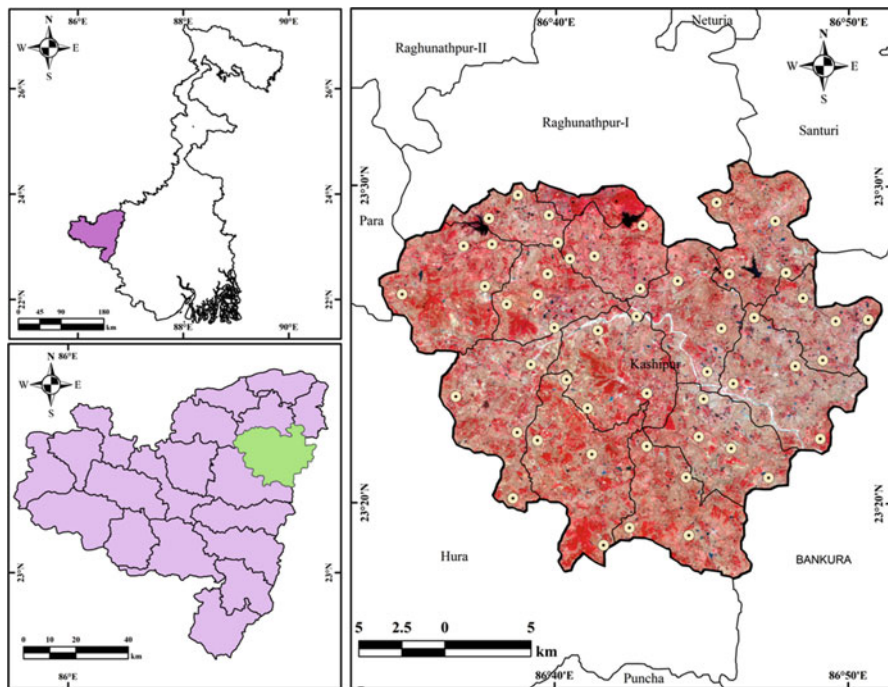 86°E 88°E 90°E
N
W E
S
26°N 26°N
24°N 24°N
22°N 22°N
0 45 90 180
km
88°E 90°E
86°E
N
W E
S
23°N 23°N
0 10 20 40
km
86°E
86°40'E 86°50'E
Neturia
Raghunathpur-II
N
W E
S
Raghunathpur-I
Santuri
23°30'N 23°30'N
Para
Kashipur
23°20'N 23°20'N
Hura
BANKURA
5 2.5 0 5
km
86°40'E 86°50'E
Puncha